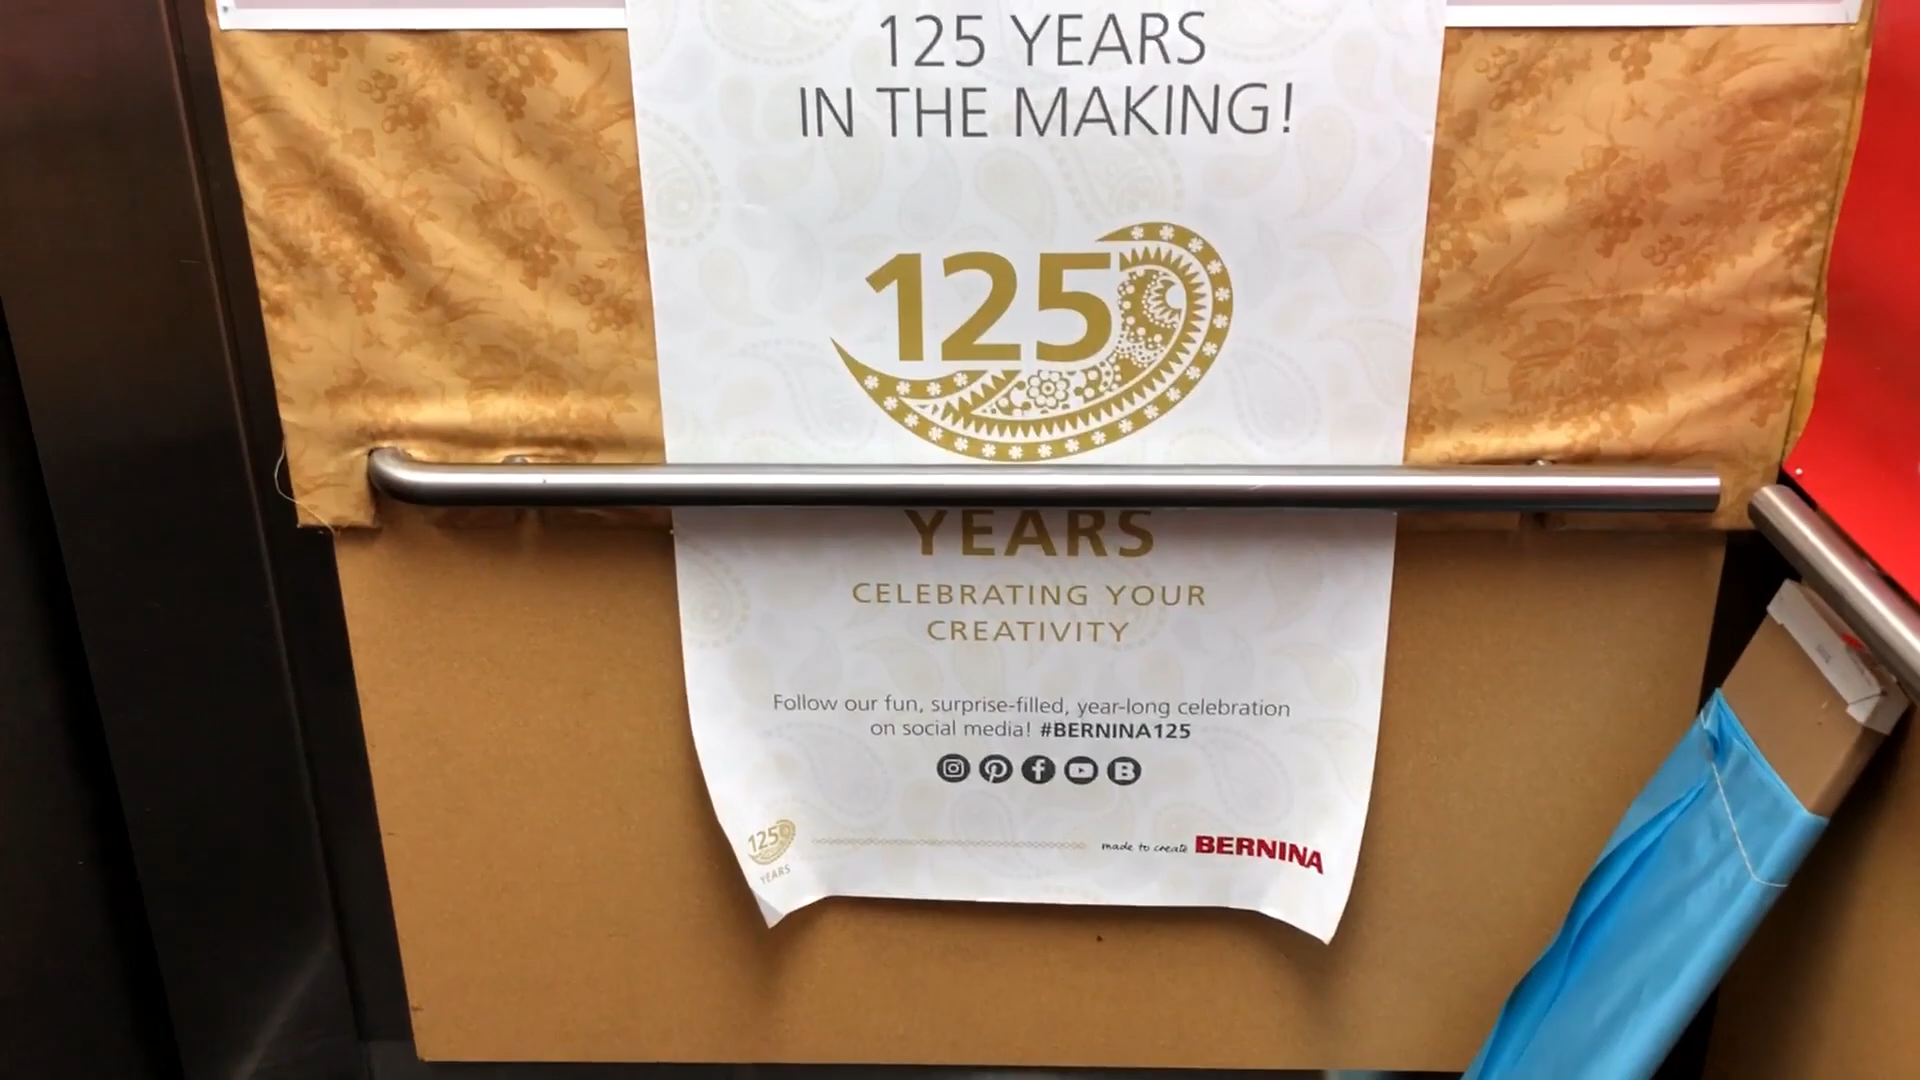 125 YEARS
IN THE MAKING!
125
YEARS
CELEBRATING YOUR
CREATIVITY
Follow our fun, surprise-filled, year-long celebration
on social media! #BERNINA125
125
YEARS
made to create BERNINA